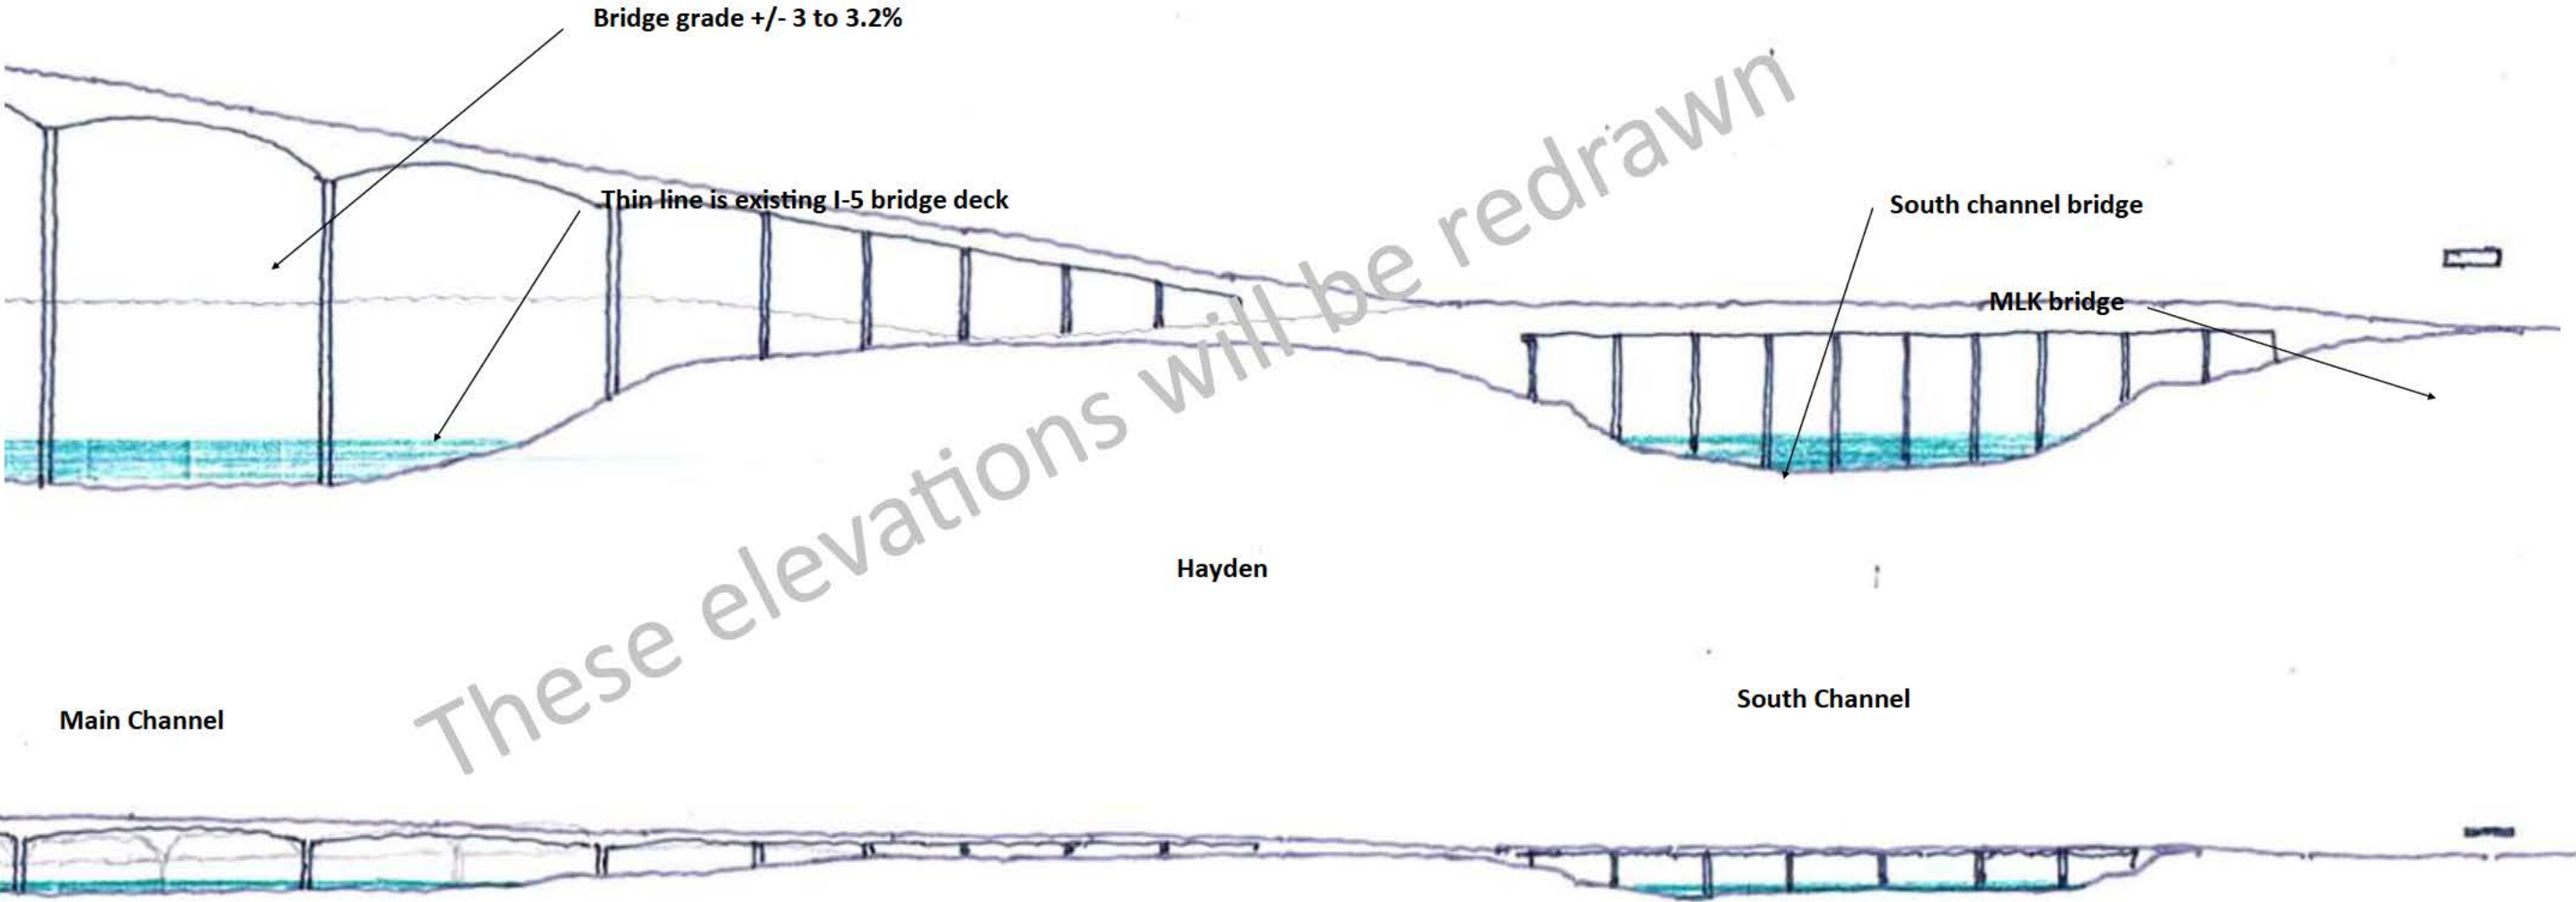 Bridge grade +/- 3 to 3.2%
Thin line is existing I-5 bridge deck
South channel bridge
MLK bridge
These elevations will be redrawn
Hayden
South Channel
Main Channel